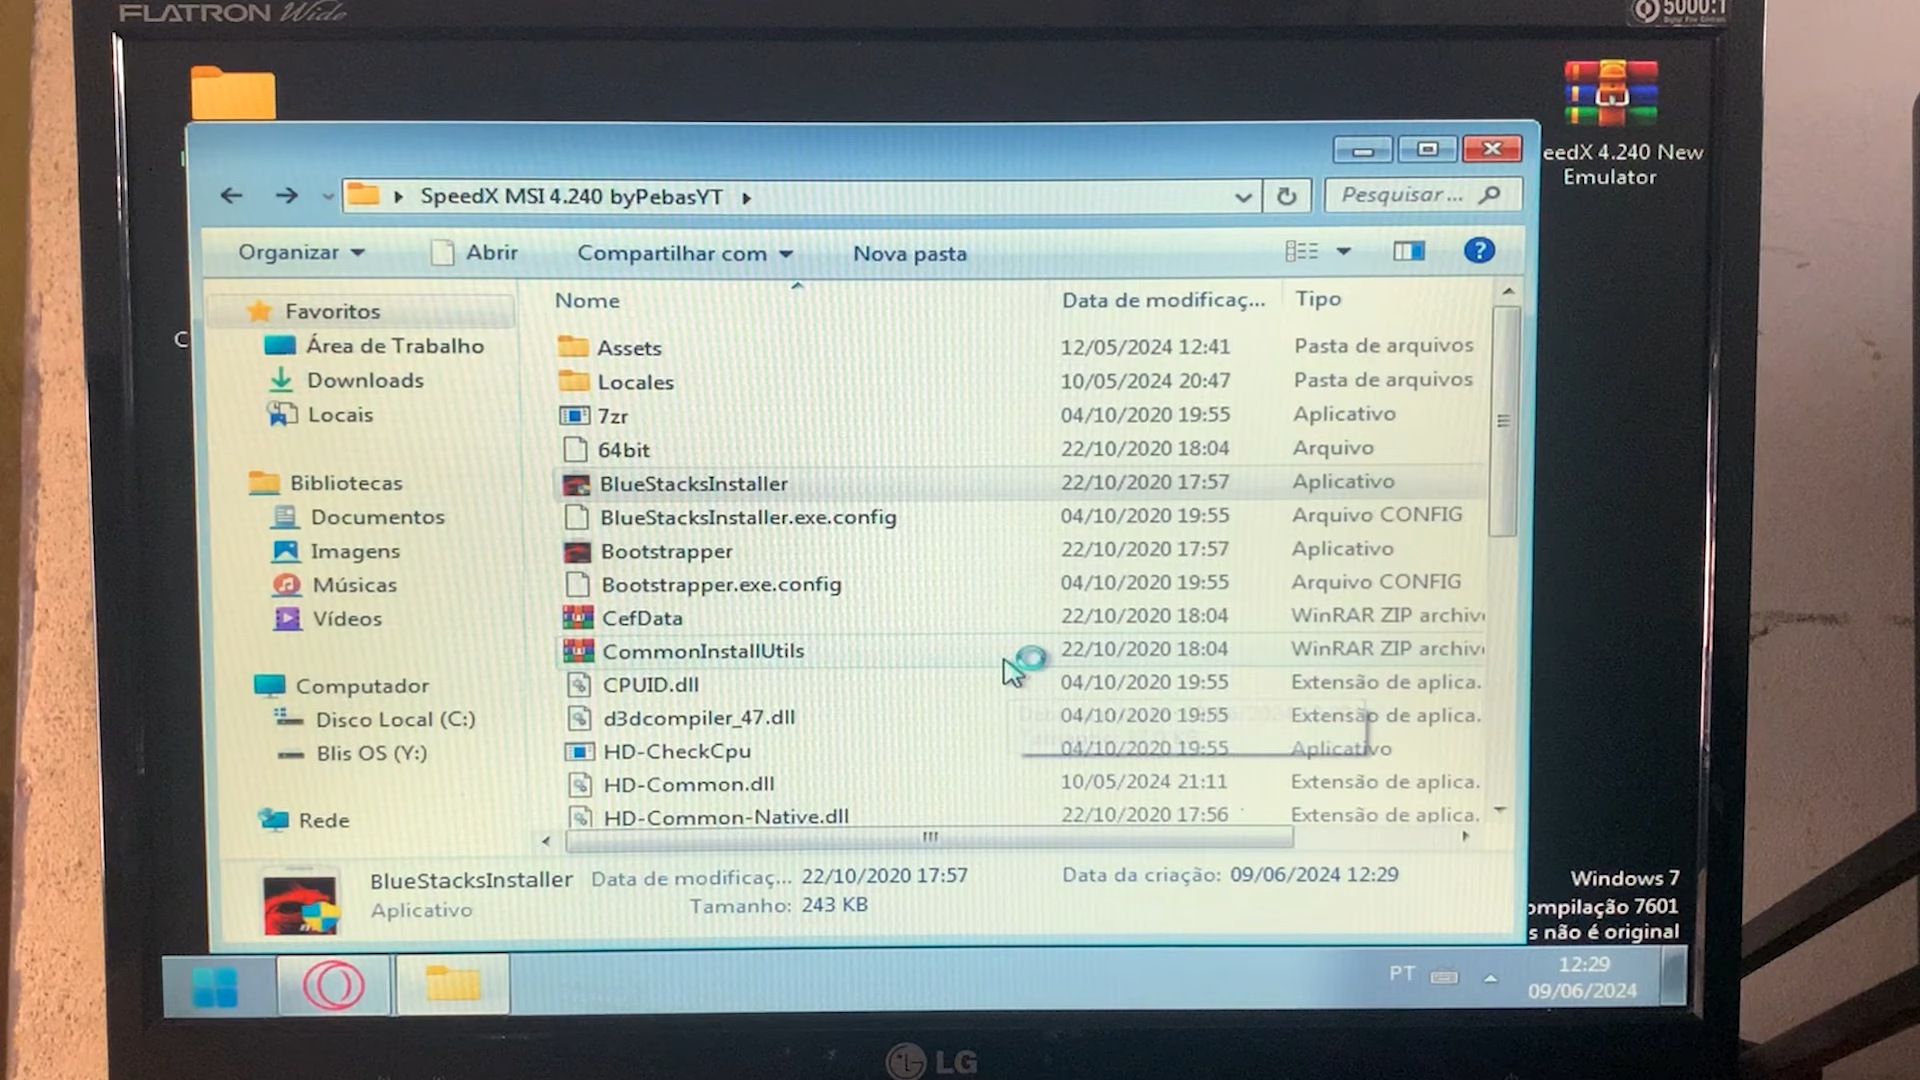 FLATRON Wide
5000:1
eedX 4.240 New
Emulator
SpeedX MSI 4.240 byPebasYT
Pesquisar ...
Organizar
Abrir
Compartilhar com
Nova pasta
Nome
Data de modificaç...
Tipo
Favoritos
Área de Trabalho
Downloads
Locais
Bibliotecas
Documentos
Imagens
Músicas
Vídeos
Computador
Disco Local (C:)
Blis OS (Y:)
Rede
Assets 12/05/2024 12:41 Pasta de arquivos
Locales 10/05/2024 20:47 Pasta de arquivos
7zr 04/10/2020 19:55 Aplicativo
64bit 22/10/2020 18:04 Arquivo
BlueStacksInstaller 22/10/2020 17:57 Aplicativo
BlueStacksInstaller.exe.config 04/10/2020 19:55 Arquivo CONFIG
Bootstrapper 22/10/2020 17:57 Aplicativo
Bootstrapper.exe.config 04/10/2020 19:55 Arquivo CONFIG
CefData 22/10/2020 18:04 WinRAR ZIP archiv
CommonInstallUtils 22/10/2020 18:04 WinRAR ZIP archiv
CPUID.dll 04/10/2020 19:55 Extensão de aplica.
d3dcompiler_47.dll 04/10/2020 19:55 Extensão de aplica.
HD-CheckCpu 04/10/2020 19:55 Aplicativo
HD-Common.dll 10/05/2024 21:11 Extensão de aplica.
HD-Common-Native.dll 22/10/2020 17:56 Extensão de aplica.
BlueStacksInstaller Data de modificaç... 22/10/2020 17:57 Data da criação: 09/06/2024 12:29
Aplicativo Tamanho: 243 KB
Windows 7
ompilação 7601
s não é original
PT
12:29
09/06/2024
LG